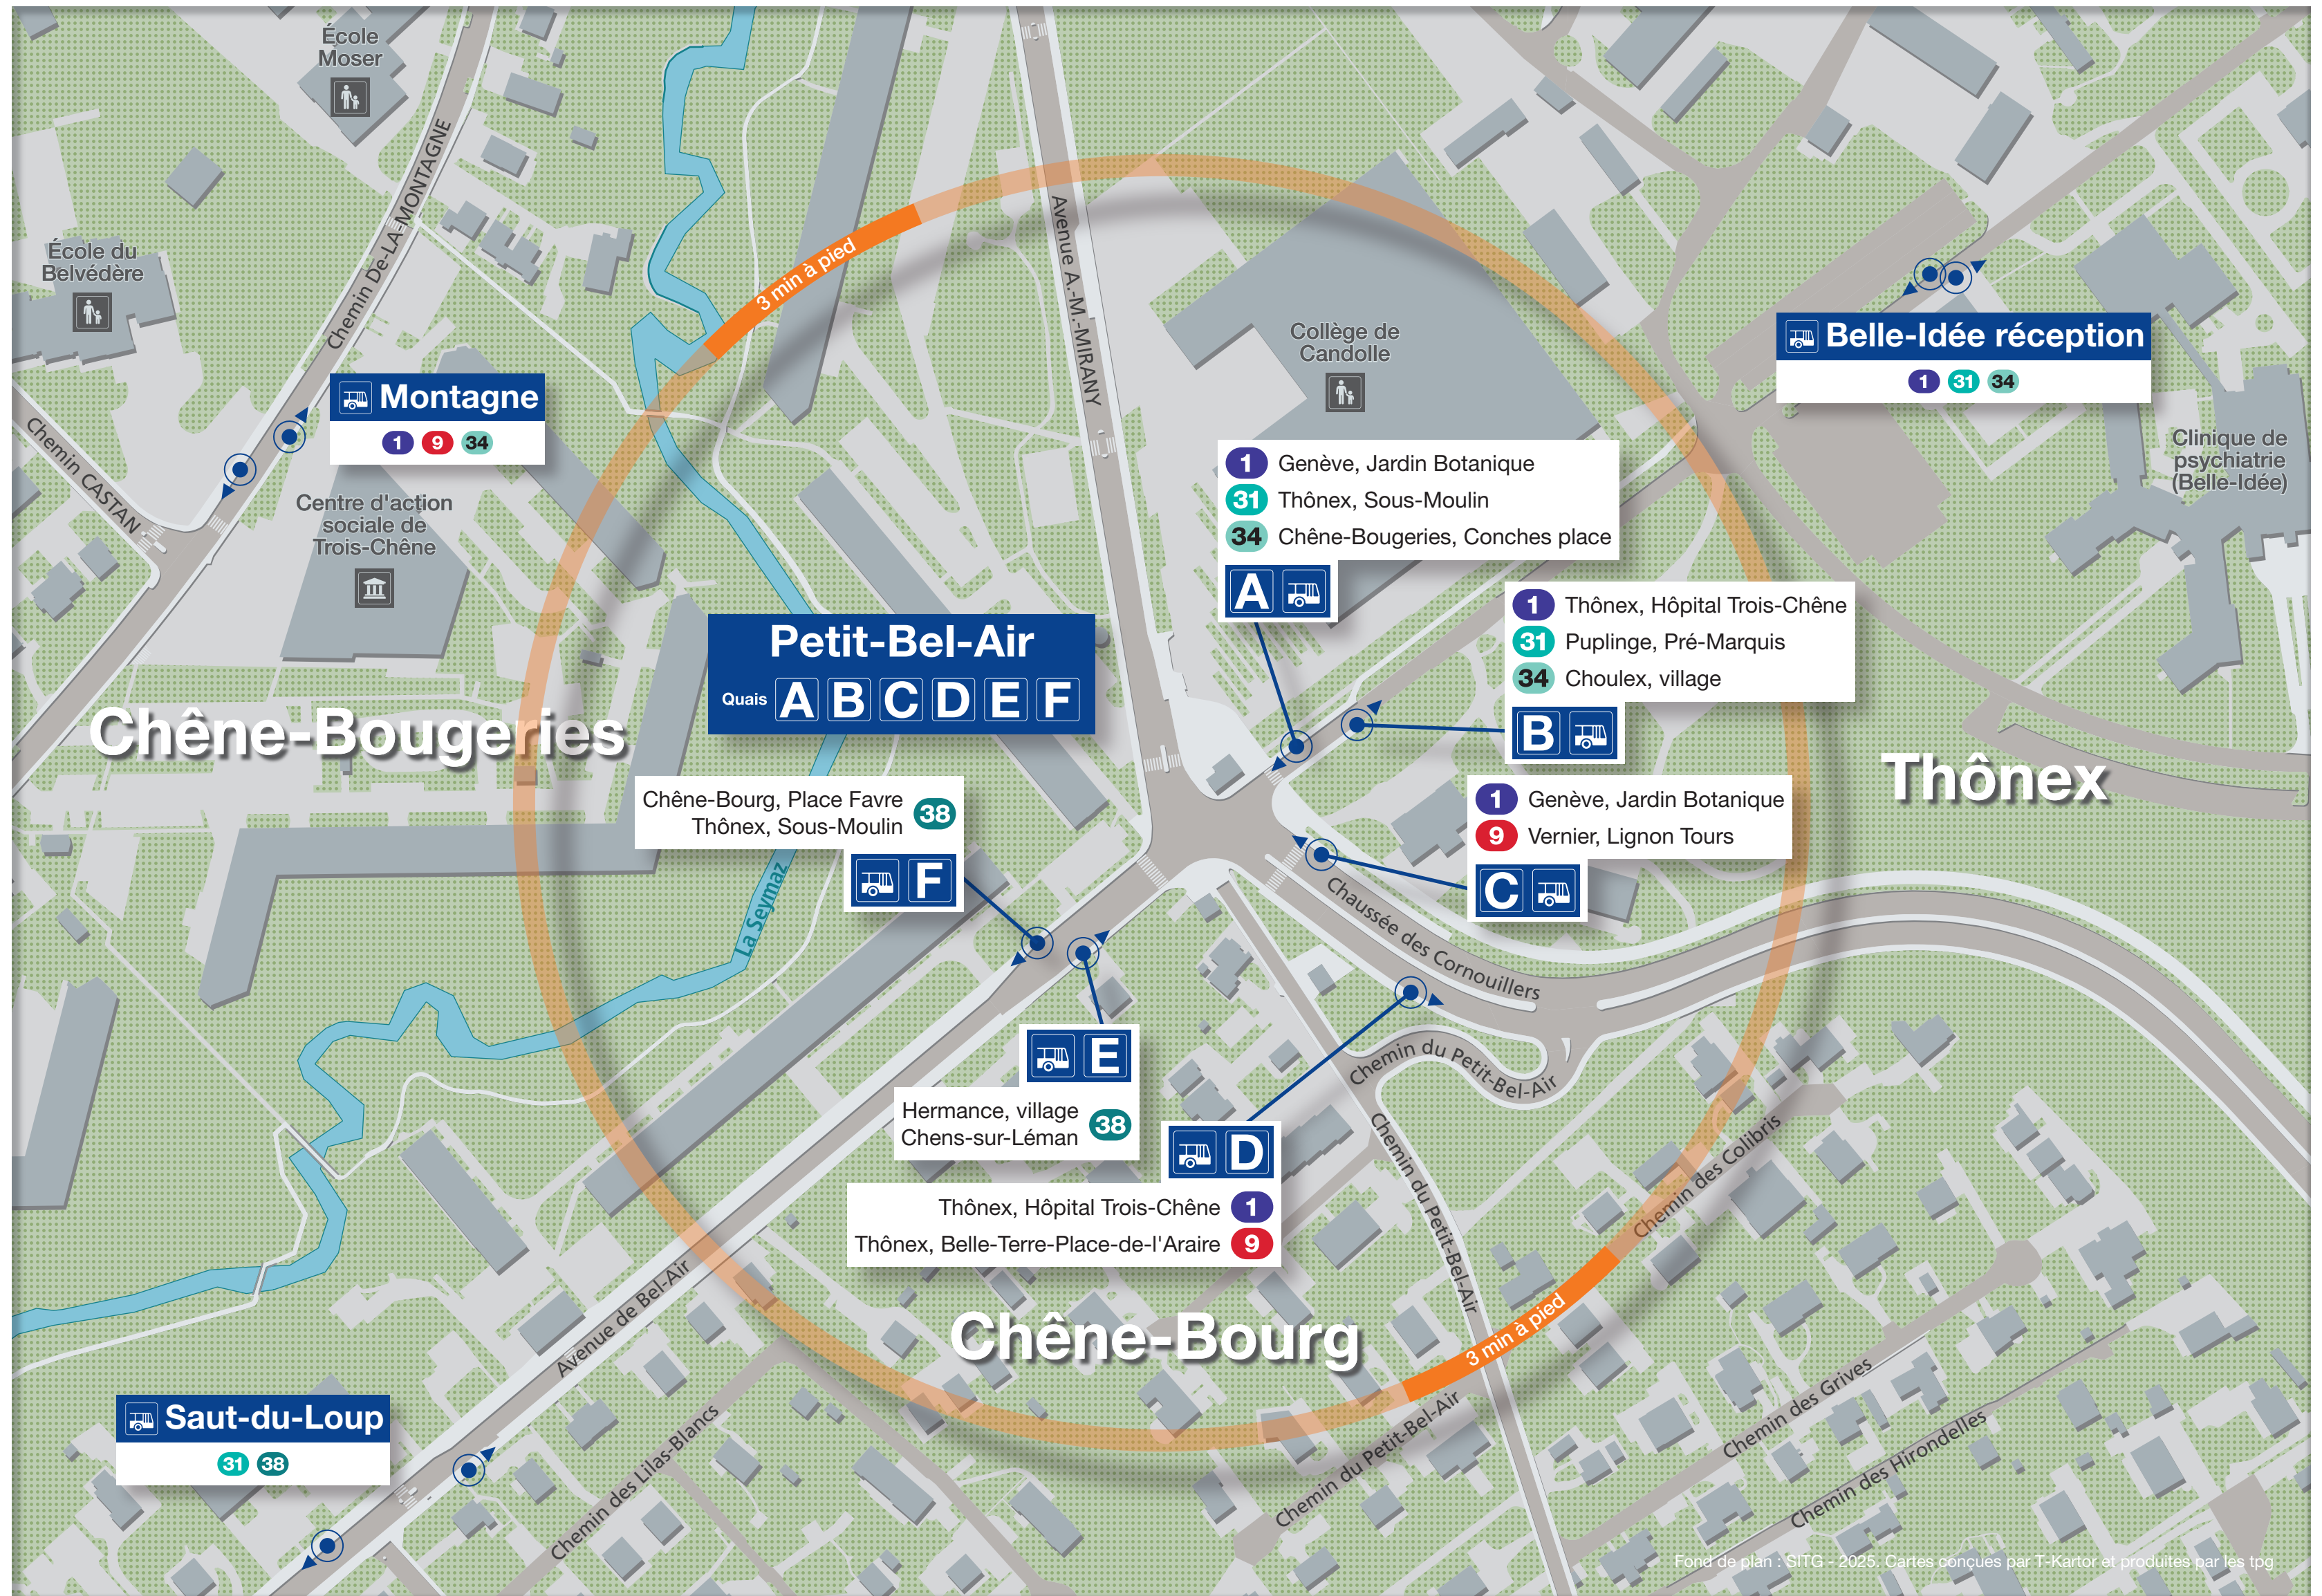 École
Moser
Chemin De-LA-MONTAGNE
École du
Belvédère
3 min à pied
Avenue A.-M.-MIRANY
Collège de
Candolle
Belle-Idée réception
1 31 34
Montagne
1 9 34
Chemin CASTAN
Centre d'action
sociale de
Trois-Chêne
Clinique de
psychiatrie
(Belle-Idée)
1 Genève, Jardin Botanique
31 Thônex, Sous-Moulin
34 Chêne-Bougeries, Conches place
A
1 Thônex, Hôpital Trois-Chêne
31 Puplinge, Pré-Marquis
34 Choulex, village
B
Petit-Bel-Air
Quais A B C D E F
Chêne-Bougeries
Thônex
Chêne-Bourg, Place Favre
Thônex, Sous-Moulin
38
F
1 Genève, Jardin Botanique
9 Vernier, Lignon Tours
C
La Seymaz
Chaussée des Cornouillers
E
Hermance, village
Chens-sur-Léman
38
Chemin du Petit-Bel-Air
D
Thônex, Hôpital Trois-Chêne 1
Thônex, Belle-Terre-Place-de-l'Araire 9
Chemin du Petit-Bel-Air
Chemin des Colibris
Avenue de Bel-Air
Chêne-Bourg
3 min à pied
Saut-du-Loup
31 38
Chemin des Lilas-Blancs
Chemin du Petit-Bel-Air
Chemin des Grives
Chemin des Hirondelles
Fond de plan : SITG - 2025. Cartes conçues par T-Kartor et produites par les tpg